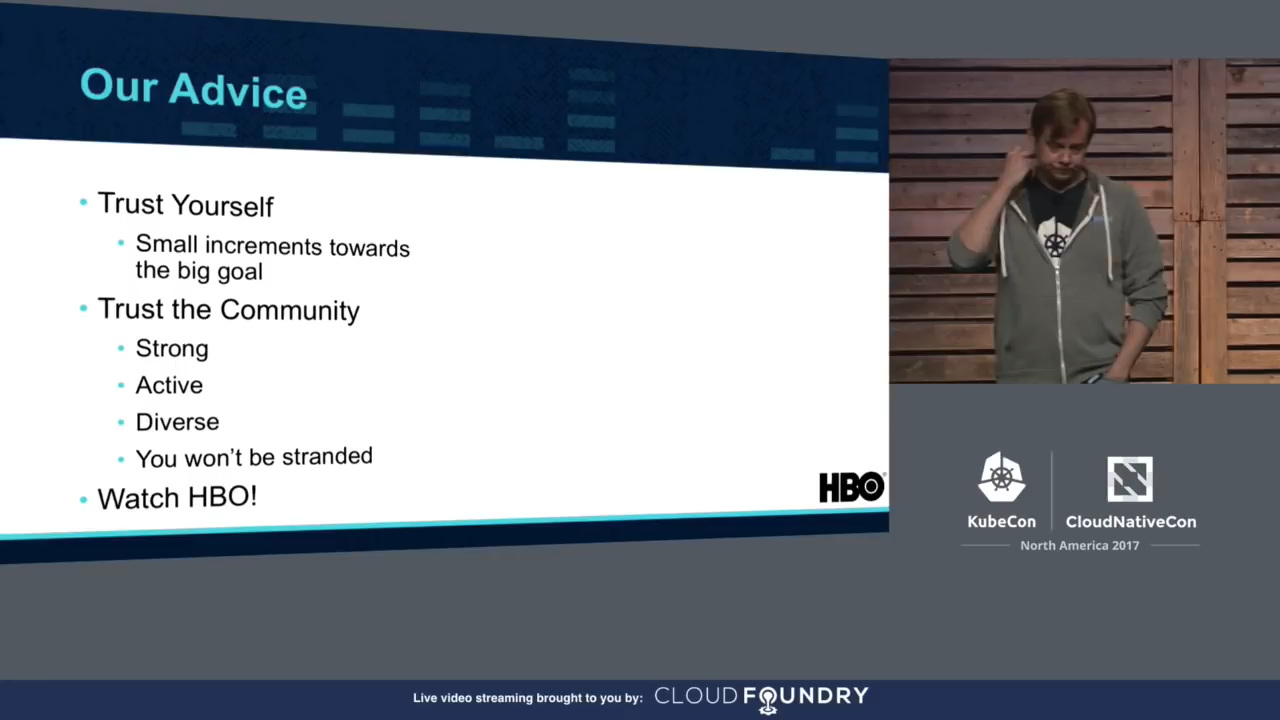 Our Advice
Trust Yourself
Small increments towards
the big goal
Trust the Community
Strong
Active
Diverse
You won't be stranded
Watch HBO!
HBO
KubeCon
CloudNativeCon
North America 2017
Live video streaming brought to you by:
CLOUD FOUNDRY